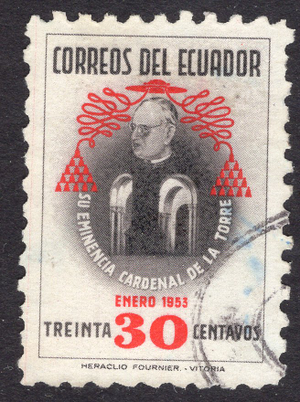 CORREOS DEL ECUADOR
SU EMINENCIA CARDENAL DE LA TORRE
ENERO 1953
TREINTA 30 CENTAVOS
HERACLIO FOURNIER.-VITORIA